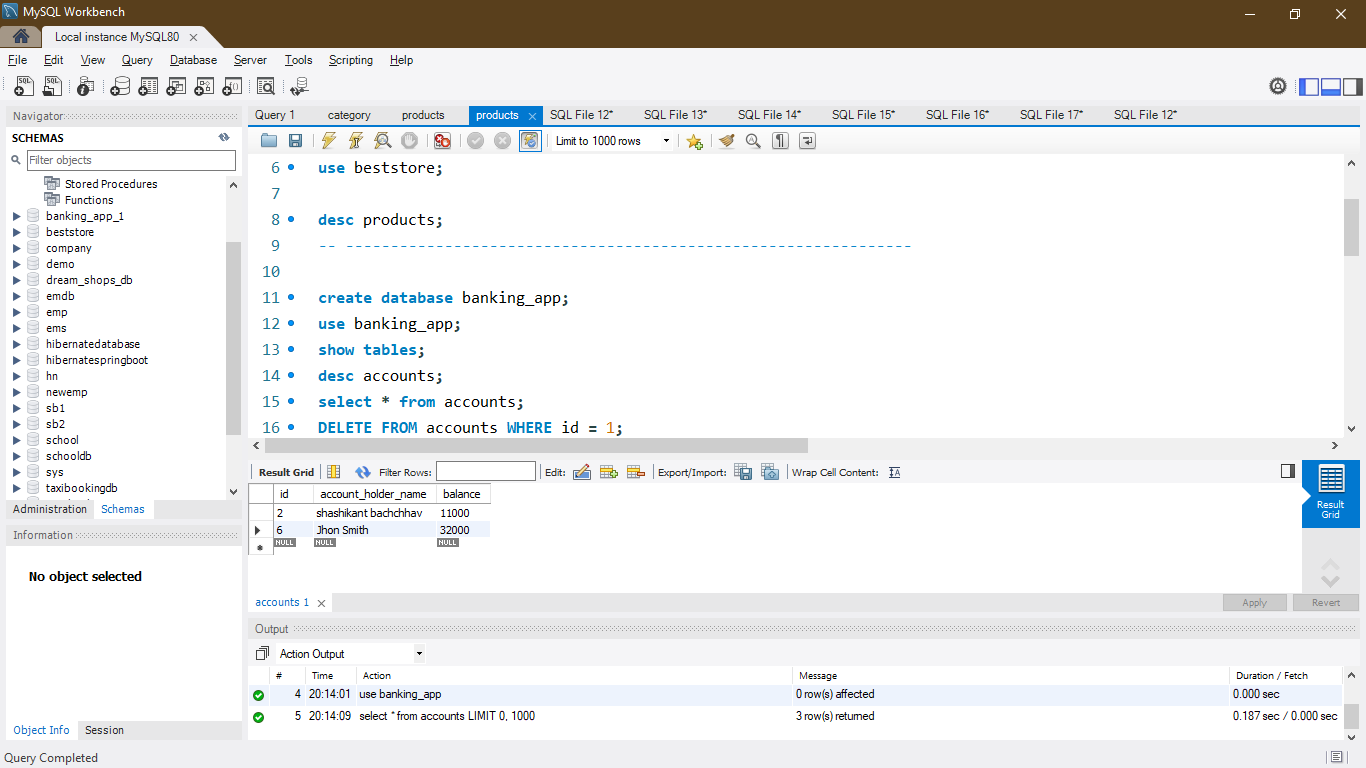 MySQL Workbench
Local instance MySQL80
File Edit View Query Database Server Tools Scripting Help
Navigator
SCHEMAS
Filter objects
Stored Procedures
Functions
banking_app_1
beststore
company
demo
dream_shops_db
emdb
emp
ems
hibernatedatabase
hibernatespringboot
hn
newemp
sb1
sb2
school
schooldb
sys
taxibookingdb
Administration Schemas
Information
No object selected
Object Info Session
Query 1 category products products SQL File 12* SQL File 13* SQL File 14* SQL File 15* SQL File 16* SQL File 17* SQL File 12*
Limit to 1000 rows
6 use beststore;
7
8 desc products;
9 -- ---------------------------------------------------------------
10
11 create database banking_app;
12 use banking_app;
13 show tables;
14 desc accounts;
15 select * from accounts;
16 DELETE FROM accounts WHERE id = 1;
Result Grid Filter Rows: Edit: Export/Import: Wrap Cell Content:
id account_holder_name balance
2 shashikant bachchhav 11000
6 Jhon Smith 32000
NULL NULL NULL
Result
Grid
accounts 1
Apply Revert
Output
Action Output
# Time Action Message Duration / Fetch
4 20:14:01 use banking_app 0 row(s) affected 0.000 sec
5 20:14:09 select * from accounts LIMIT 0, 1000 3 row(s) returned 0.187 sec / 0.000 sec
Query Completed